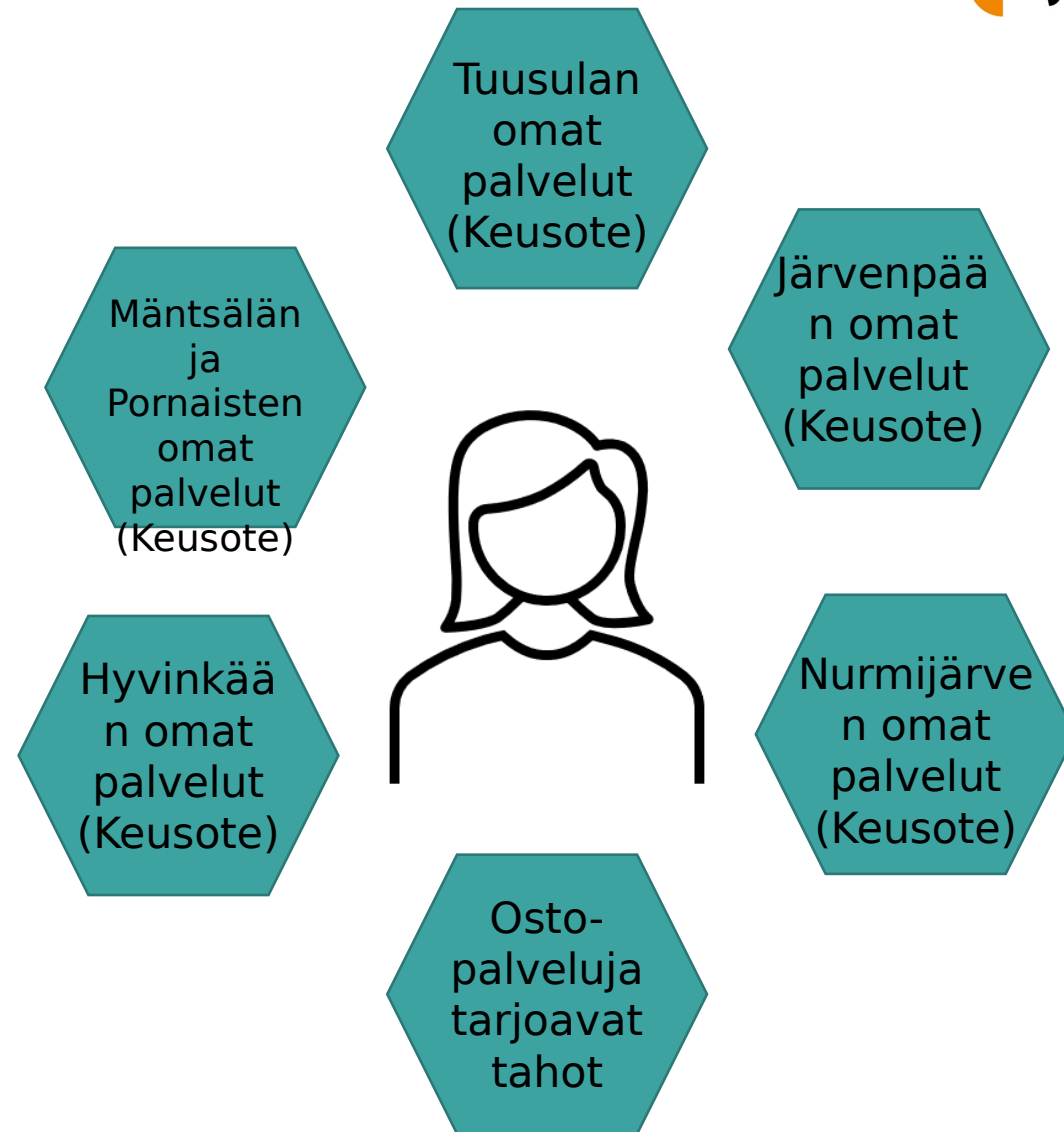 Tuusulan
omat
palvelut
(Keusote)
Järvenpää
n omat
palvelut
(Keusote)
Mäntsälän
ja
Pornaisten
omat
palvelut
(Keusote)
Hyvinkää
n omat
palvelut
(Keusote)
Nurmijärve
n omat
palvelut
(Keusote)
Osto-
palveluja
tarjoavat
tahot